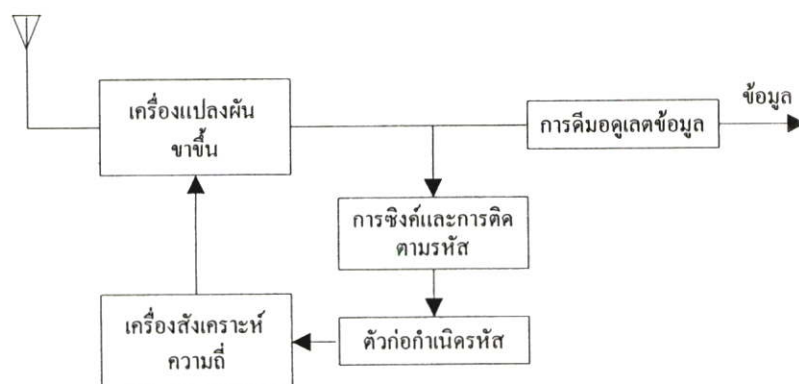 เครื่องแปลงผัน
ขาขึ้น
การดีมอดูเลตข้อมูล
ข้อมูล
การซิงค์และการติด
ตามรหัส
เครื่องสังเคราะห์
ความถี่
ตัวก่อกำเนิดรหัส